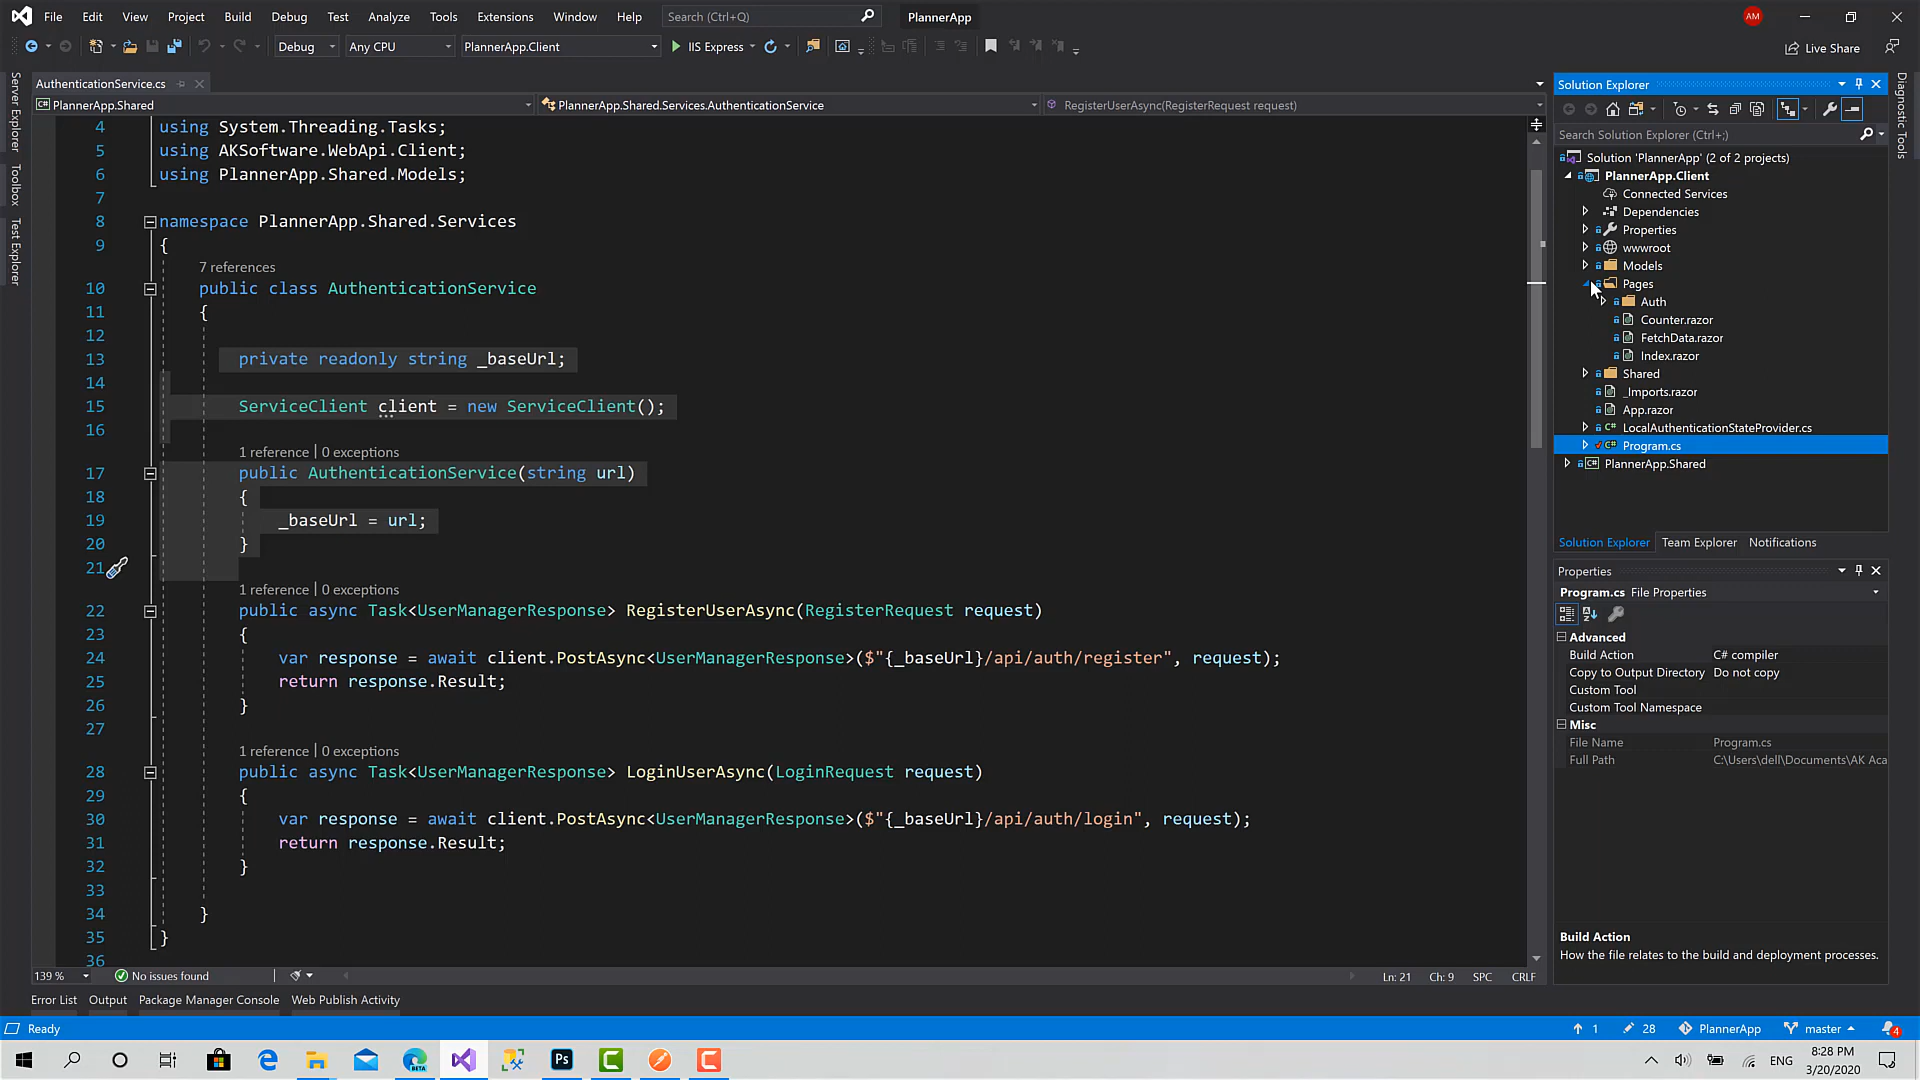 File Edit View Project Build Debug Test Analyze Tools Extensions Window Help Search (Ctrl+Q) PlannerApp AM
Debug Any CPU PlannerApp.Client IIS Express Live Share
Server Explorer
Toolbox
Test Explorer
AuthenticationService.cs
PlannerApp.Shared PlannerApp.Shared.Services.AuthenticationService RegisterUserAsync(RegisterRequest request)
4 using System.Threading.Tasks;
5 using AKSoftware.WebApi.Client;
6 using PlannerApp.Shared.Models;
7
8 namespace PlannerApp.Shared.Services
9 {
7 references
10 public class AuthenticationService
11 {
12
13 private readonly string _baseUrl;
14
15 ServiceClient client = new ServiceClient();
16
1 reference | 0 exceptions
17 public AuthenticationService(string url)
18 {
19 _baseUrl = url;
20 }
21
1 reference | 0 exceptions
22 public async Task<UserManagerResponse> RegisterUserAsync(RegisterRequest request)
23 {
24 var response = await client.PostAsync<UserManagerResponse>($"{_baseUrl}/api/auth/register", request);
25 return response.Result;
26 }
27
1 reference | 0 exceptions
28 public async Task<UserManagerResponse> LoginUserAsync(LoginRequest request)
29 {
30 var response = await client.PostAsync<UserManagerResponse>($"{_baseUrl}/api/auth/login", request);
31 return response.Result;
32 }
33
34 }
35 }
36
139 % No issues found Ln: 21 Ch: 9 SPC CRLF
Error List Output Package Manager Console Web Publish Activity
Solution Explorer
Search Solution Explorer (Ctrl+;)
Solution 'PlannerApp' (2 of 2 projects)
PlannerApp.Client
Connected Services
Dependencies
Properties
wwwroot
Models
Pages
Auth
Counter.razor
FetchData.razor
Index.razor
Shared
_Imports.razor
App.razor
LocalAuthenticationStateProvider.cs
Program.cs
PlannerApp.Shared
Solution Explorer Team Explorer Notifications
Properties
Program.cs File Properties
Advanced
Build Action C# compiler
Copy to Output Directory Do not copy
Custom Tool
Custom Tool Namespace
Misc
File Name Program.cs
Full Path C:\Users\dell\Documents\AK Aca
Build Action
How the file relates to the build and deployment processes.
Diagnostic Tools
Ready 1 28 PlannerApp master 4
BETA Ps ENG 8:28 PM
3/20/2020